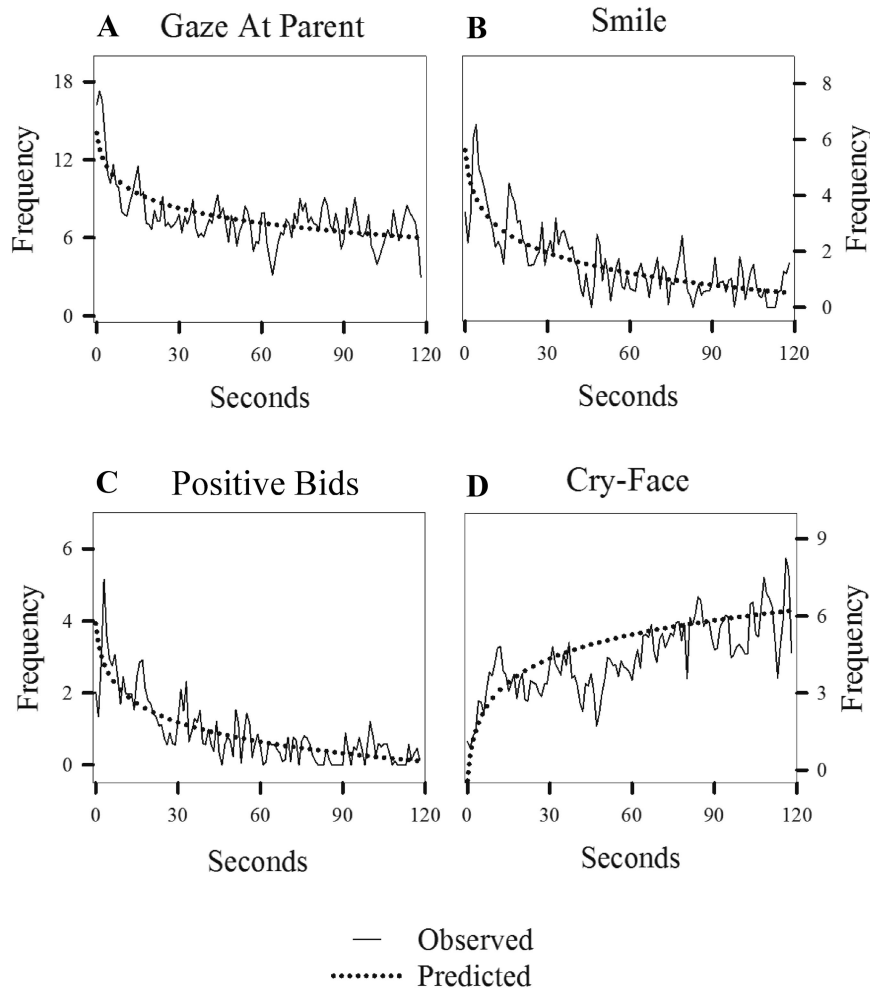 A Gaze At Parent
B Smile
Frequency
18
12
6
0
0 30 60 90 120
Seconds
8
6
4
2
0
Frequency
0 30 60 90 120
Seconds
C Positive Bids
D Cry-Face
Frequency
6
4
2
0
0 30 60 90 120
Seconds
9
6
3
0
Frequency
0 30 60 90 120
Seconds
Observed
Predicted